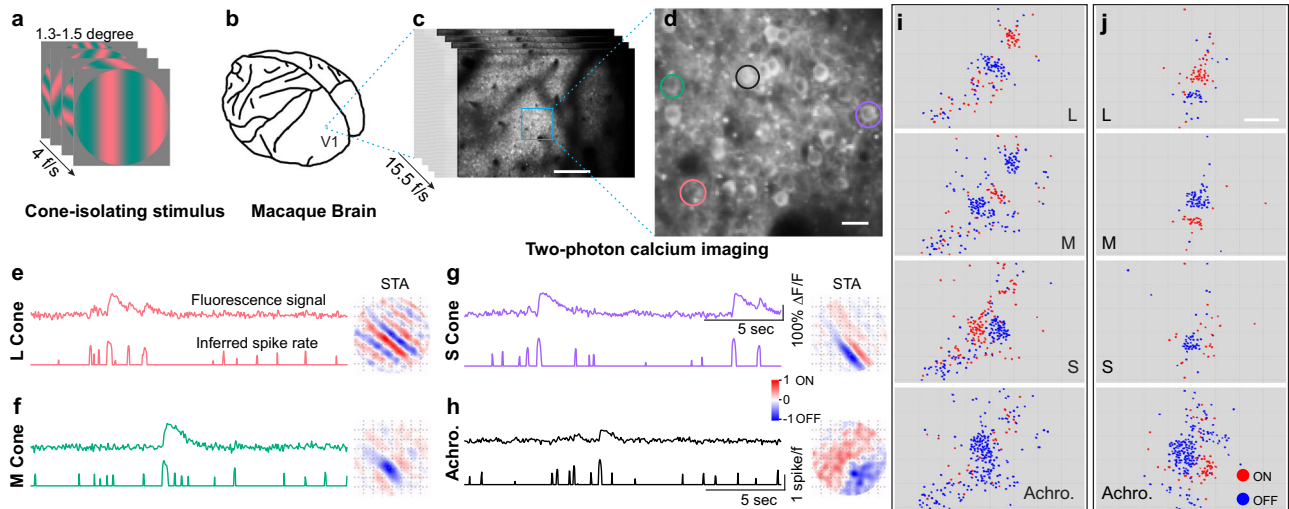 a
1.3-1.5 degree
4 f/s
Cone-isolating stimulus
b
V1
Macaque Brain
c
15.5 f/s
d
Two-photon calcium imaging
e
L Cone
Fluorescence signal
Inferred spike rate
STA
f
M Cone
g
S Cone
5 sec
100% ΔF/F
STA
1 ON
0
-1 OFF
h
Achro.
5 sec
1 spike/f
i
L
M
S
Achro.
j
L
M
S
Achro.
ON
OFF